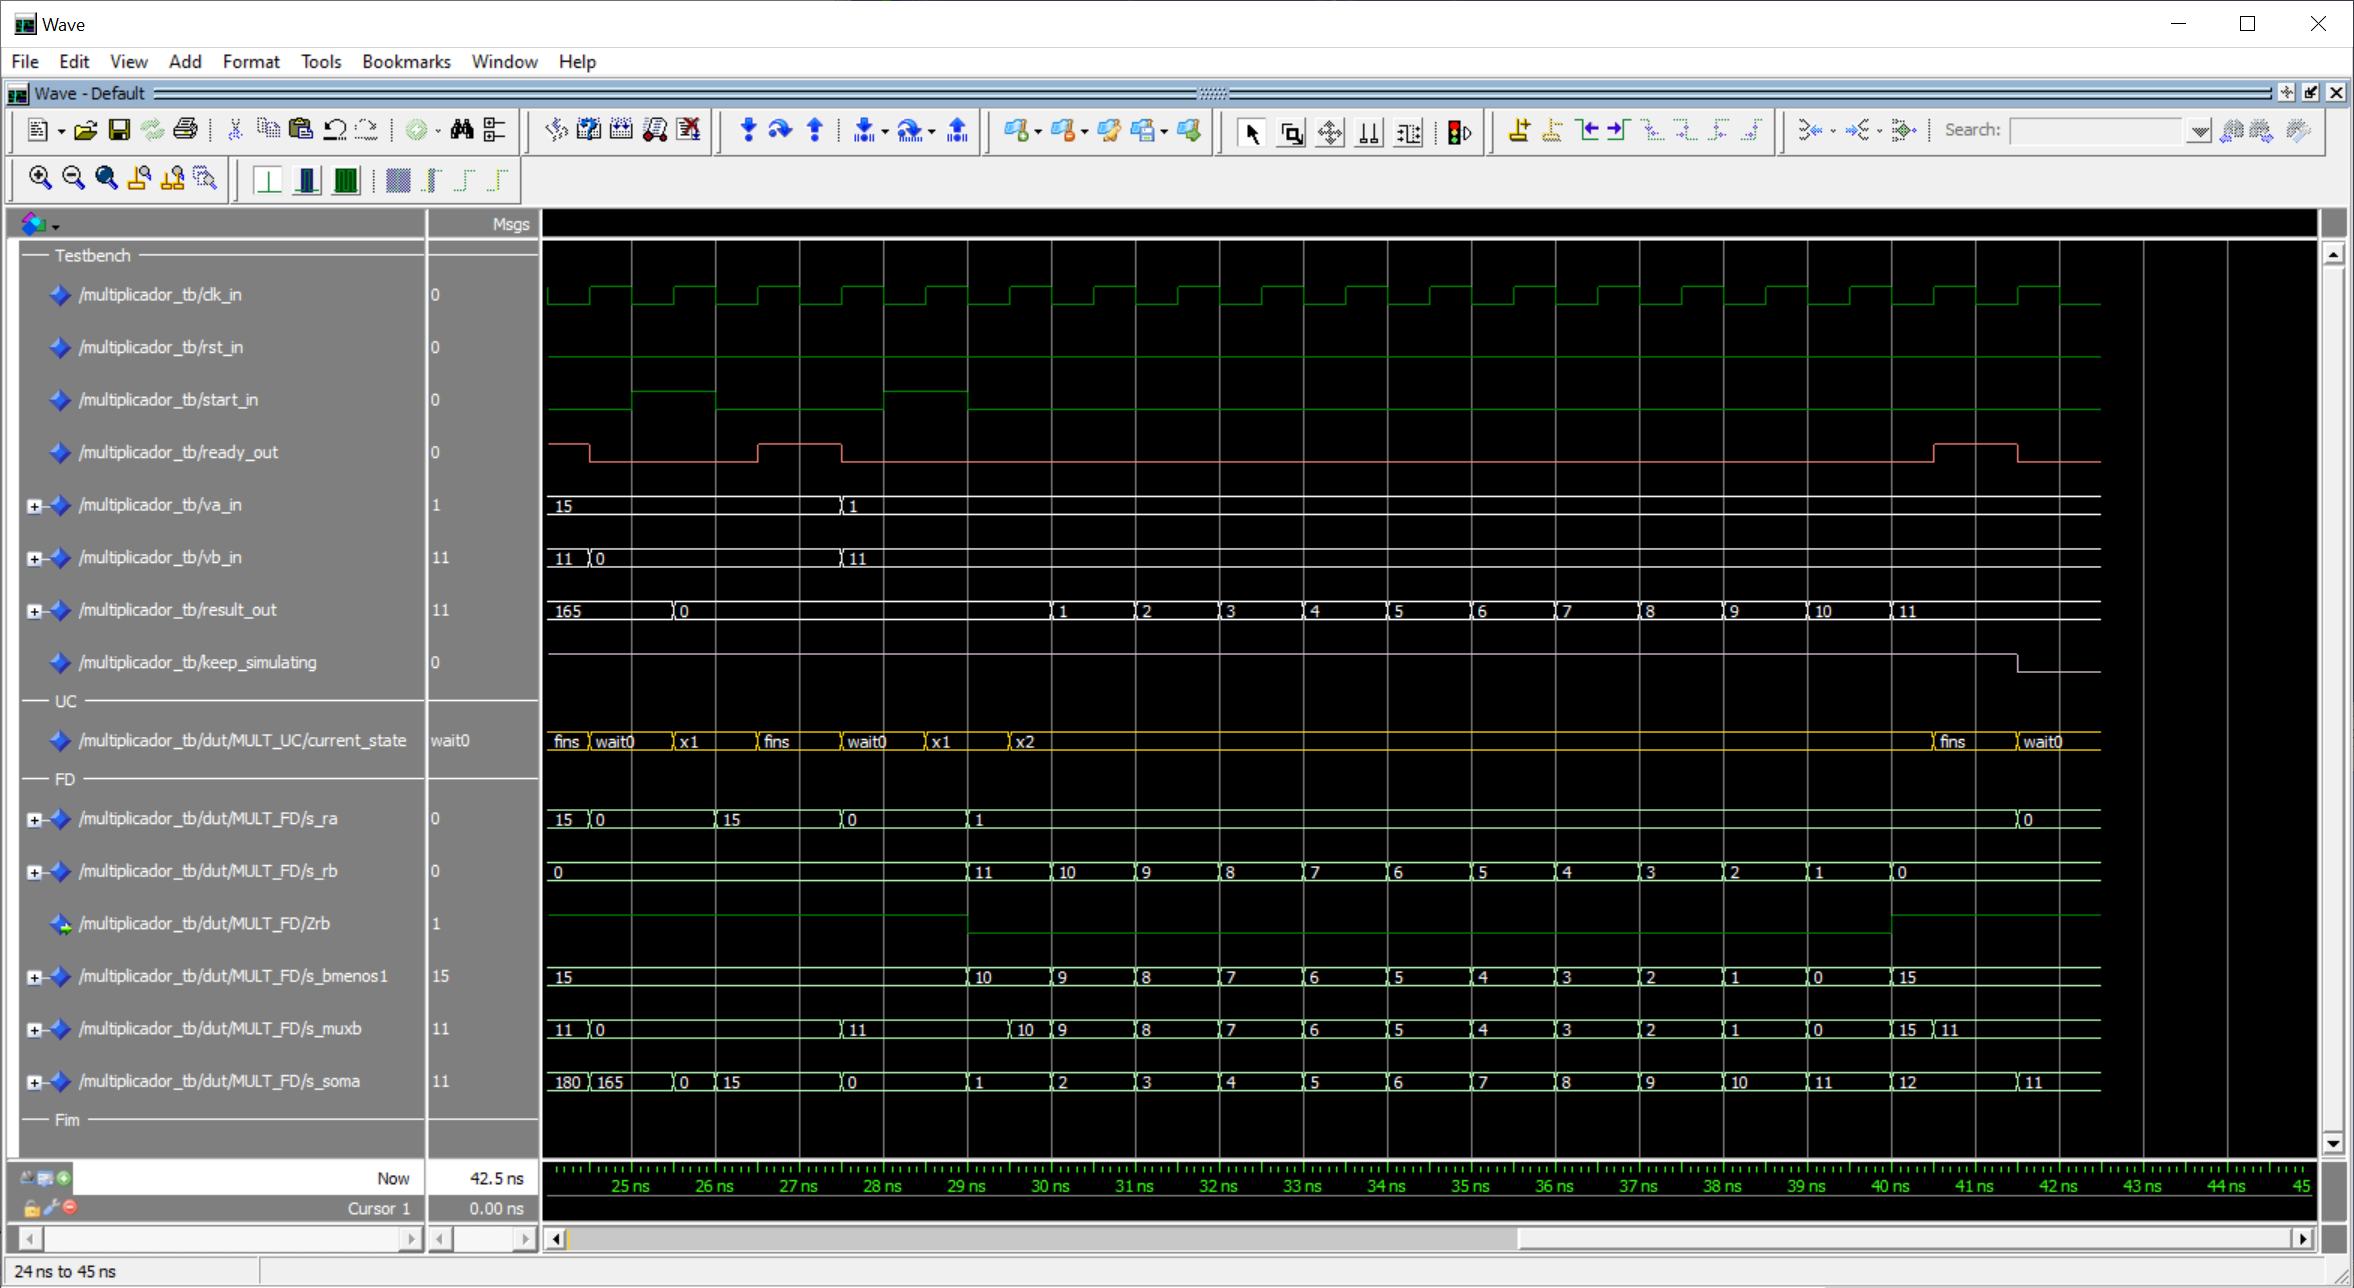 Wave
File Edit View Add Format Tools Bookmarks Window Help
Wave - Default
Search:
Msgs
Testbench
/multiplicador_tb/clk_in 0
/multiplicador_tb/rst_in 0
/multiplicador_tb/start_in 0
/multiplicador_tb/ready_out 0
/multiplicador_tb/va_in 1 15 1
/multiplicador_tb/vb_in 11 11 0 11
/multiplicador_tb/result_out 11 165 0 1 2 3 4 5 6 7 8 9 10 11
/multiplicador_tb/keep_simulating 0
UC
/multiplicador_tb/dut/MULT_UC/current_state wait0 fins wait0 x1 fins wait0 x1 x2 fins wait0
FD
/multiplicador_tb/dut/MULT_FD/s_ra 0 15 0 15 0 1 0
/multiplicador_tb/dut/MULT_FD/s_rb 0 0 11 10 9 8 7 6 5 4 3 2 1 0
/multiplicador_tb/dut/MULT_FD/Zrb 1
/multiplicador_tb/dut/MULT_FD/s_bmenos1 15 15 10 9 8 7 6 5 4 3 2 1 0 15
/multiplicador_tb/dut/MULT_FD/s_muxb 11 11 0 11 10 9 8 7 6 5 4 3 2 1 0 15 11
/multiplicador_tb/dut/MULT_FD/s_soma 11 180 165 0 15 0 1 2 3 4 5 6 7 8 9 10 11 12 11
Fim
Now 42.5 ns
25 ns 26 ns 27 ns 28 ns 29 ns 30 ns 31 ns 32 ns 33 ns 34 ns 35 ns 36 ns 37 ns 38 ns 39 ns 40 ns 41 ns 42 ns 43 ns 44 ns 45
Cursor 1 0.00 ns
24 ns to 45 ns